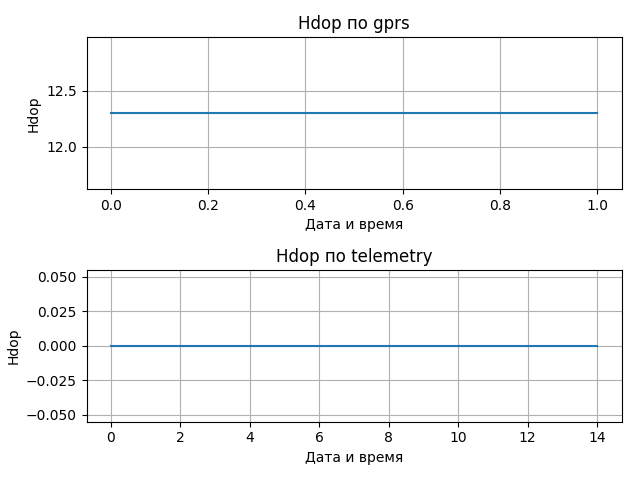 Hdop по gprs
12.5
12.0
Hdop
0.0 0.2 0.4 0.6 0.8 1.0
Дата и время
Hdop по telemetry
0.050
0.025
0.000
−0.025
−0.050
Hdop
0 2 4 6 8 10 12 14
Дата и время